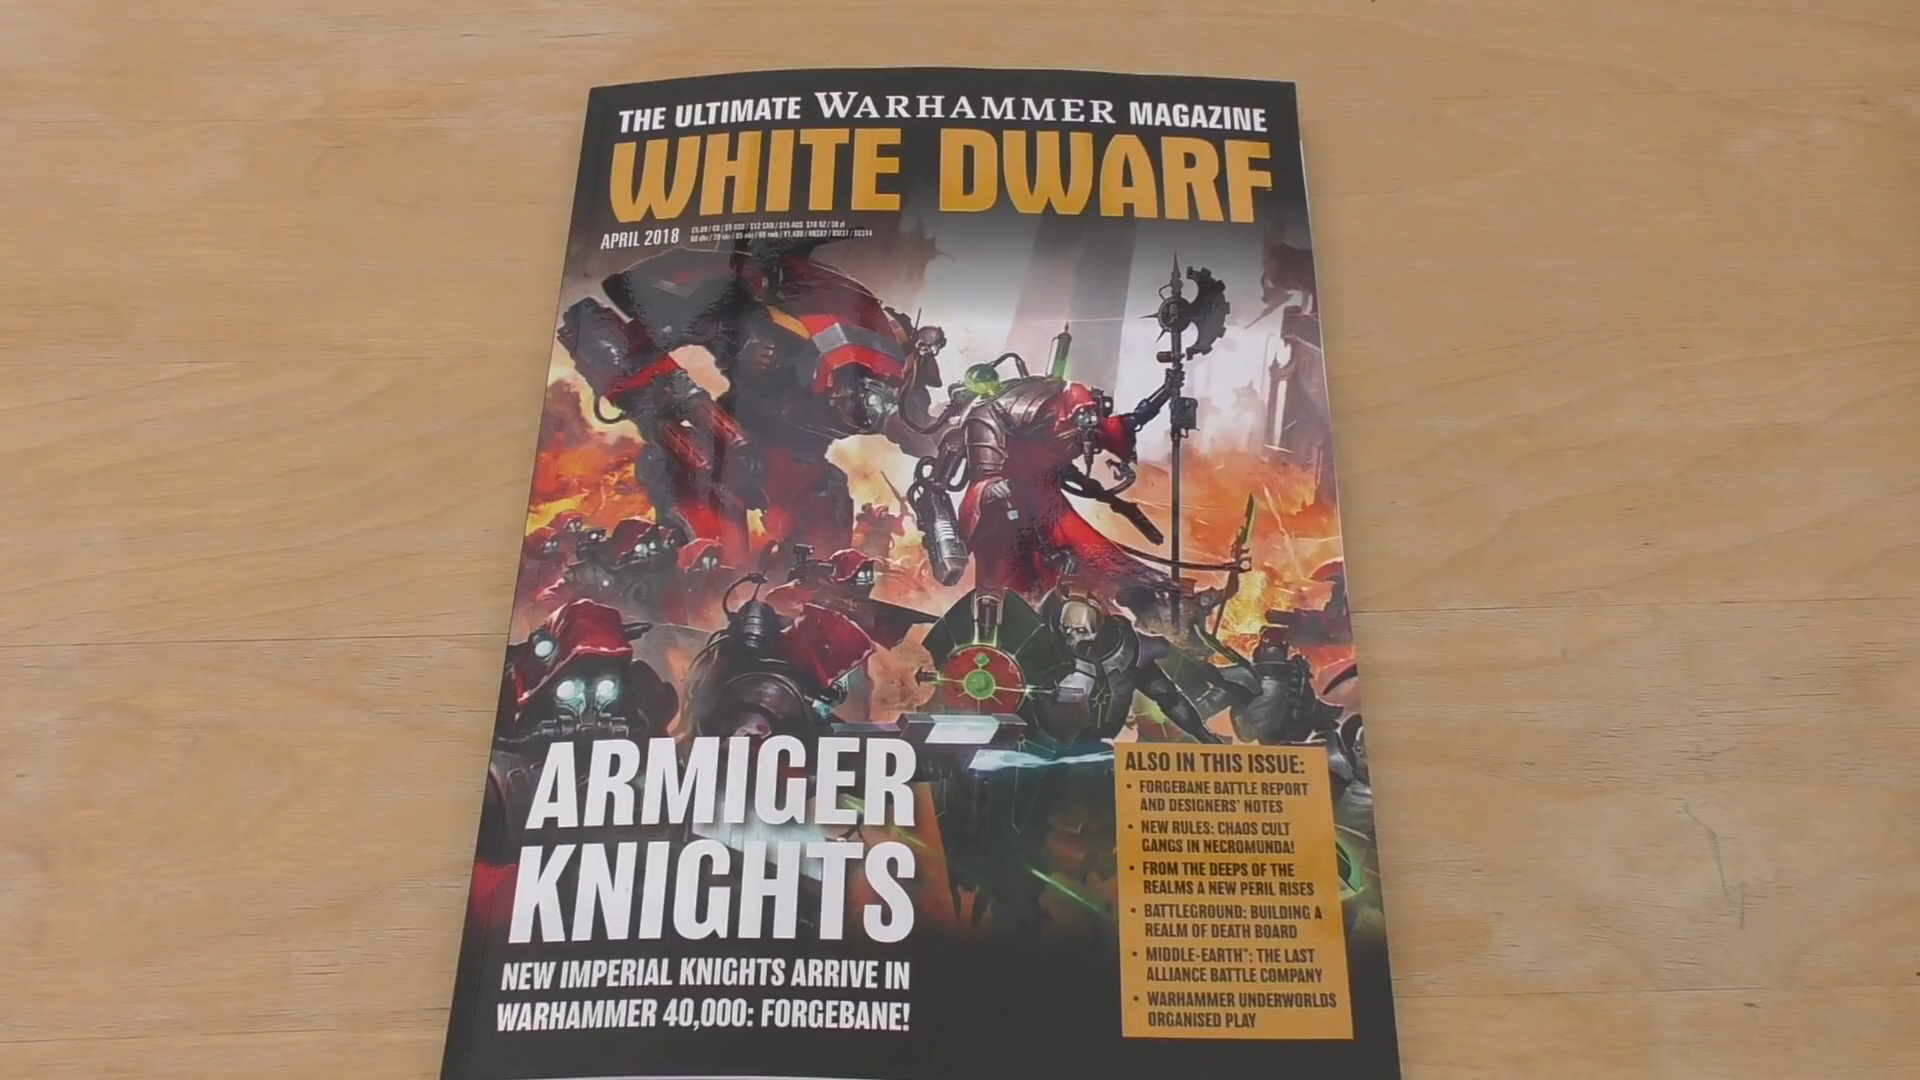 THE ULTIMATE WARHAMMER MAGAZINE
WHITE DWARF
APRIL 2018
ARMIGER
KNIGHTS
NEW IMPERIAL KNIGHTS ARRIVE IN
WARHAMMER 40,000: FORGEBANE!
ALSO IN THIS ISSUE:
• FORGEBANE BATTLE REPORT
AND DESIGNERS' NOTES
• NEW RULES: CHAOS CULT
GANGS IN NECROMUNDA!
• FROM THE DEEPS OF THE
REALMS A NEW PERIL RISES
• BATTLEGROUND: BUILDING A
REALM OF DEATH BOARD
• MIDDLE-EARTH™: THE LAST
ALLIANCE BATTLE COMPANY
• WARHAMMER UNDERWORLDS
ORGANISED PLAY